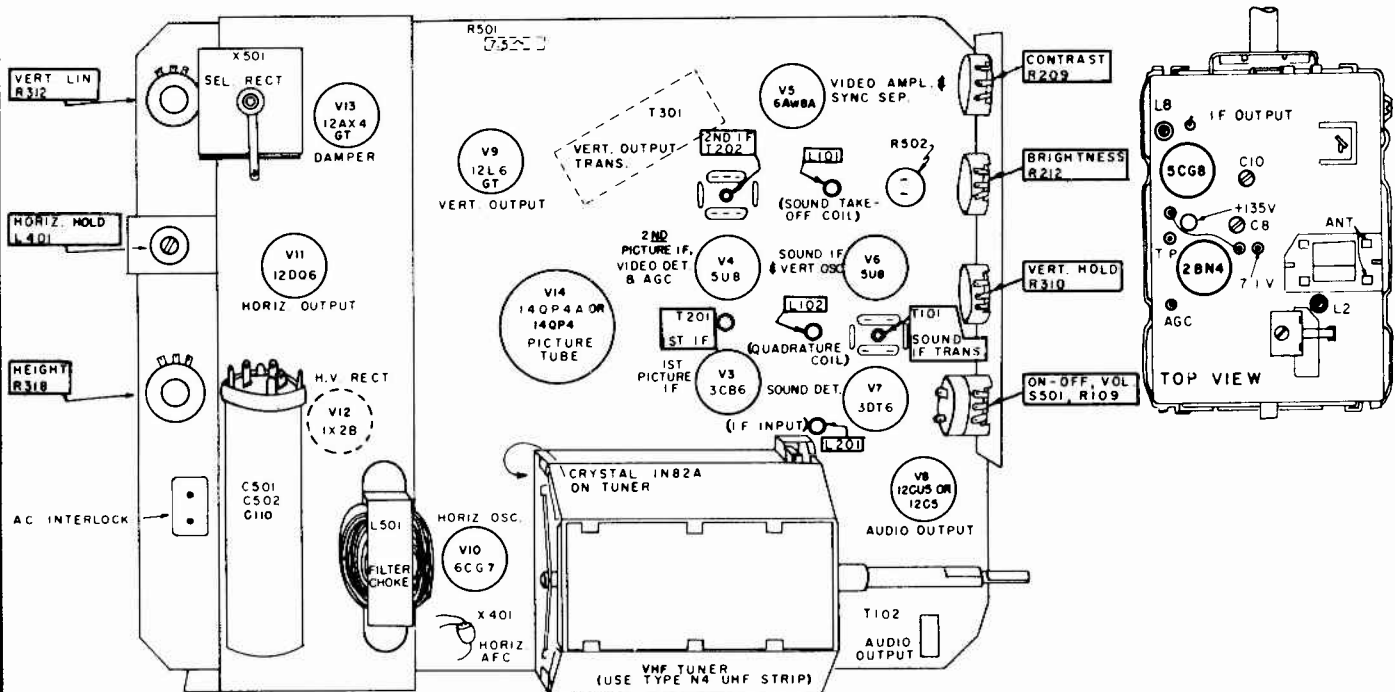 R501
7.5
X501
SEL. RECT
VERT LIN
R312
V13
12AX4
GT
DAMPER
HORIZ. HOLD
L401
V11
12DQ6
HORIZ OUTPUT
HEIGHT
R318
H.V. RECT
V12
1X2B
AC INTERLOCK
C501
C502
C110
L501
FILTER
CHOKE
HORIZ OSC.
V10
6CG7
X401
HORIZ.
AFC
V9
12L6
GT
VERT. OUTPUT
T301
VERT. OUTPUT
TRANS.
V5
6AW8A
VIDEO AMPL. &
SYNC SEP.
2ND IF
T202
L101
(SOUND TAKE-
OFF COIL)
R502
2ND
PICTURE IF,
VIDEO DET.
& AGC
V4
5U8
SOUND IF
& VERT OSC
V6
5U8
V14
14QP4A OR
14QP4
PICTURE
TUBE
T201
1ST IF
L102
(QUADRATURE
COIL)
T101
SOUND
IF TRANS.
1ST
PICTURE
IF
V3
3CB6
SOUND DET.
V7
3DT6
(IF INPUT)
L201
CRYSTAL IN82A
ON TUNER
V8
12CU5 OR
12C5
AUDIO OUTPUT
T102
AUDIO
OUTPUT
VHF TUNER
(USE TYPE N4 UHF STRIP)
CONTRAST
R209
BRIGHTNESS
R212
VERT. HOLD
R310
ON-OFF, VOL.
S501, R109
L8
IF OUTPUT
5CG8
C10
+135V
C8
ANT.
T P
2BN4
71V
AGC
L2
TOP VIEW